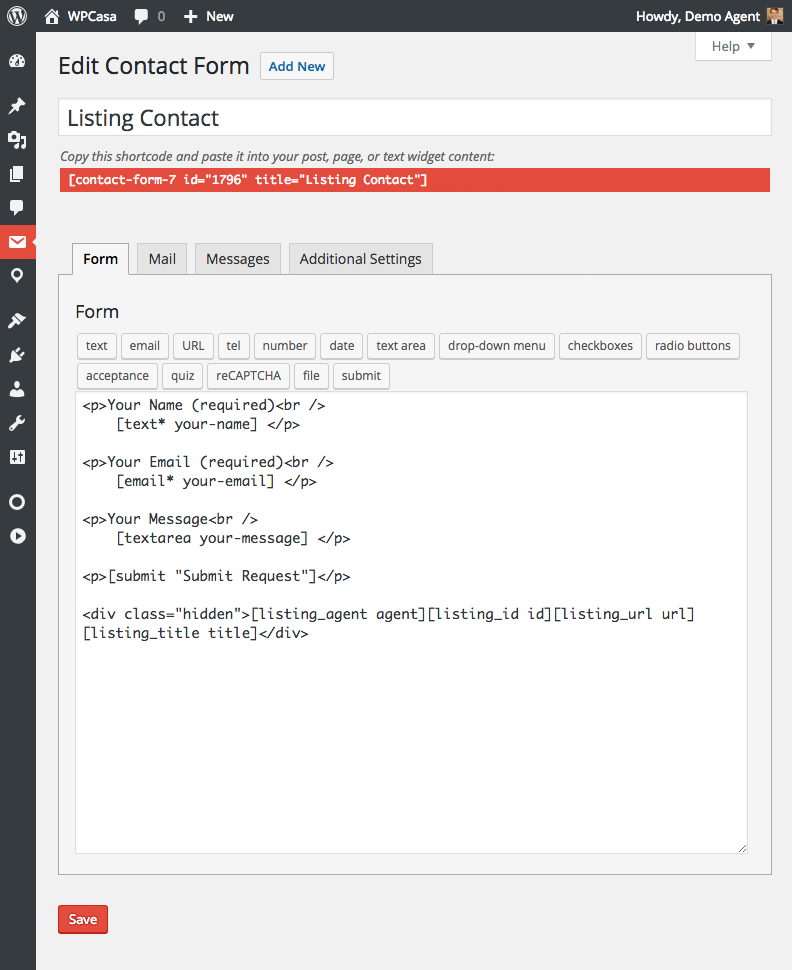 WPCasa 0 New Howdy, Demo Agent
Help
Edit Contact Form Add New
Listing Contact
Copy this shortcode and paste it into your post, page, or text widget content:
[contact-form-7 id="1796" title="Listing Contact"]
Form Mail Messages Additional Settings
Form
text email URL tel number date text area drop-down menu checkboxes radio buttons
acceptance quiz reCAPTCHA file submit
<p>Your Name (required)<br />
    [text* your-name] </p>
<p>Your Email (required)<br />
    [email* your-email] </p>
<p>Your Message<br />
    [textarea your-message] </p>
<p>[submit "Submit Request"]</p>
<div class="hidden">[listing_agent agent][listing_id id][listing_url url]
[listing_title title]</div>
Save